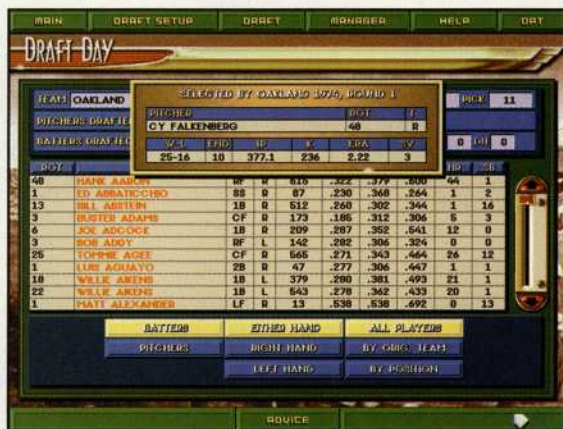 MAIN DRAFT SETUP DRAFT MANAGER HELP OPT
DRAFT DAY
SELECTED BY OAKLAND 1974, ROUND 1
TEAM OAKLAND PICK 11
PITCHER ROT T
PITCHERS DRAFTED
CY FALKENBERG 48 R
BATTERS DRAFTED 0 DH 0
W-L END IP K ERA SV
25-16 10 377.1 236 2.22 3
HR SB
48 HANK AARON RF R 616 .322 .379 .600 44 1
1 ED ABBATICCHIO SS R 87 .230 .368 .264 1 2
13 BILL ABSTEIN 1B R 512 .260 .302 .344 1 16
3 BUSTER ADAMS CF R 173 .185 .312 .306 5 3
6 JOE ADCOCK 1B R 209 .287 .352 .541 12 0
3 BOB ADDY RF L 142 .282 .306 .324 0 0
25 TOMMIE AGEE CF R 565 .271 .343 .464 26 12
1 LUIS AGUAYO 2B R 47 .277 .306 .447 1 1
18 WILLIE AIKENS 1B L 379 .280 .381 .493 21 1
22 WILLIE AIKENS 1B L 543 .278 .362 .433 20 1
1 MATT ALEXANDER LF R 13 .538 .538 .692 0 13
BATTERS EITHER HAND ALL PLAYERS
PITCHERS RIGHT HAND BY ORIG. TEAM
LEFT HAND BY POSITION
ADVICE